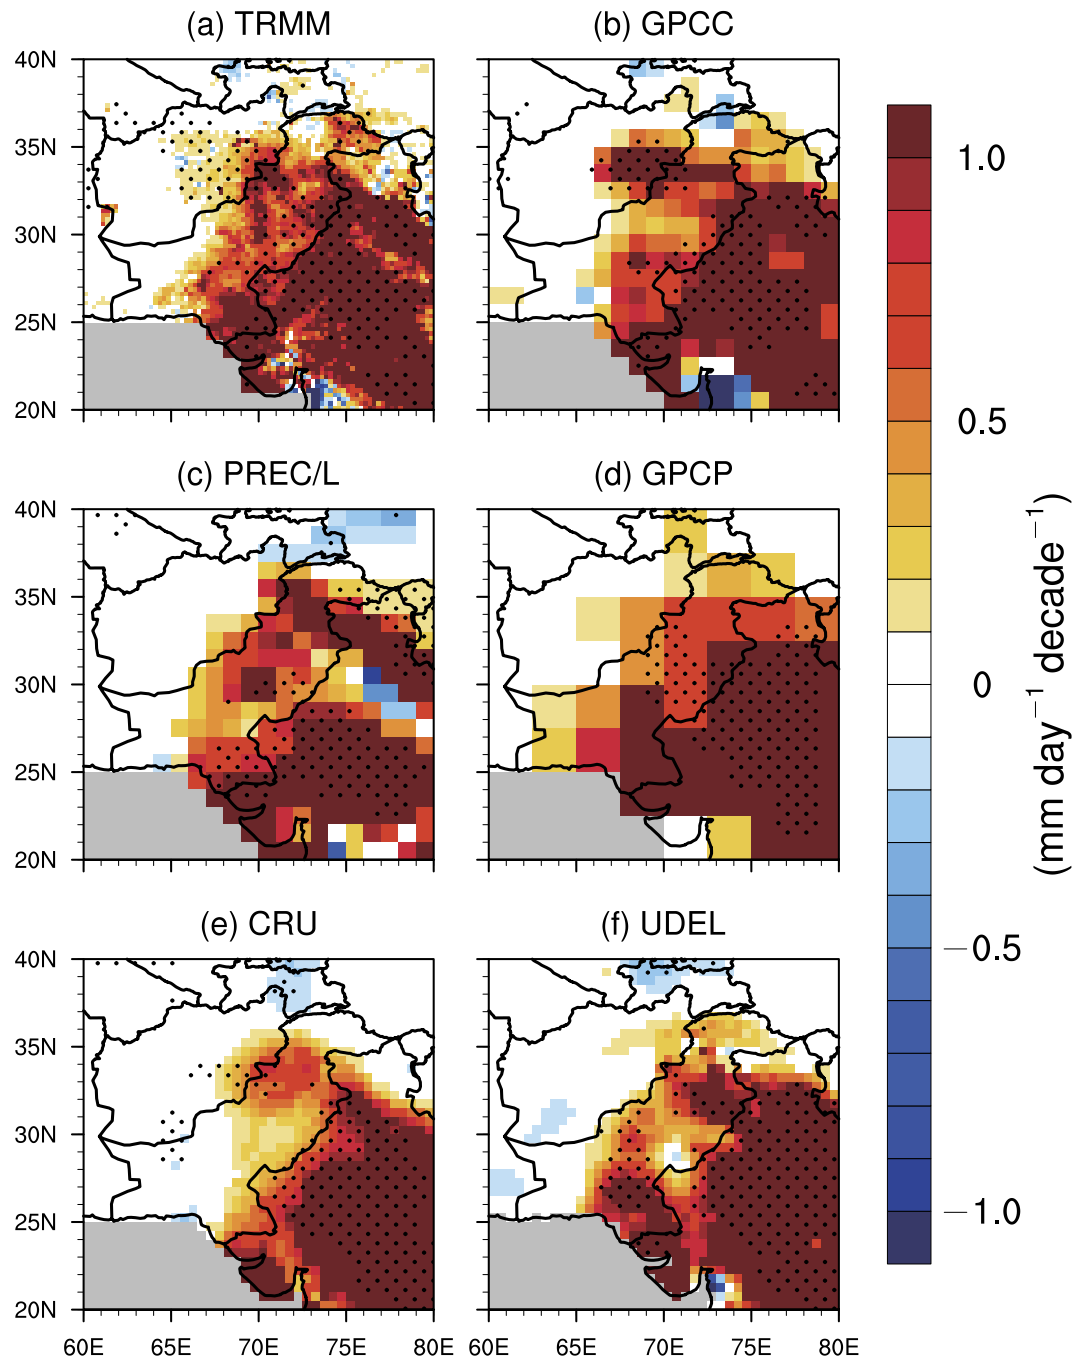 (a) TRMM
(b) GPCC
40N
35N
30N
25N
20N
(c) PREC/L
(d) GPCP
40N
35N
30N
25N
20N
(e) CRU
(f) UDEL
40N
35N
30N
25N
20N
60E 65E 70E 75E 80E
60E 65E 70E 75E 80E
1.0
0.5
0
−0.5
−1.0
(mm day⁻¹ decade⁻¹)